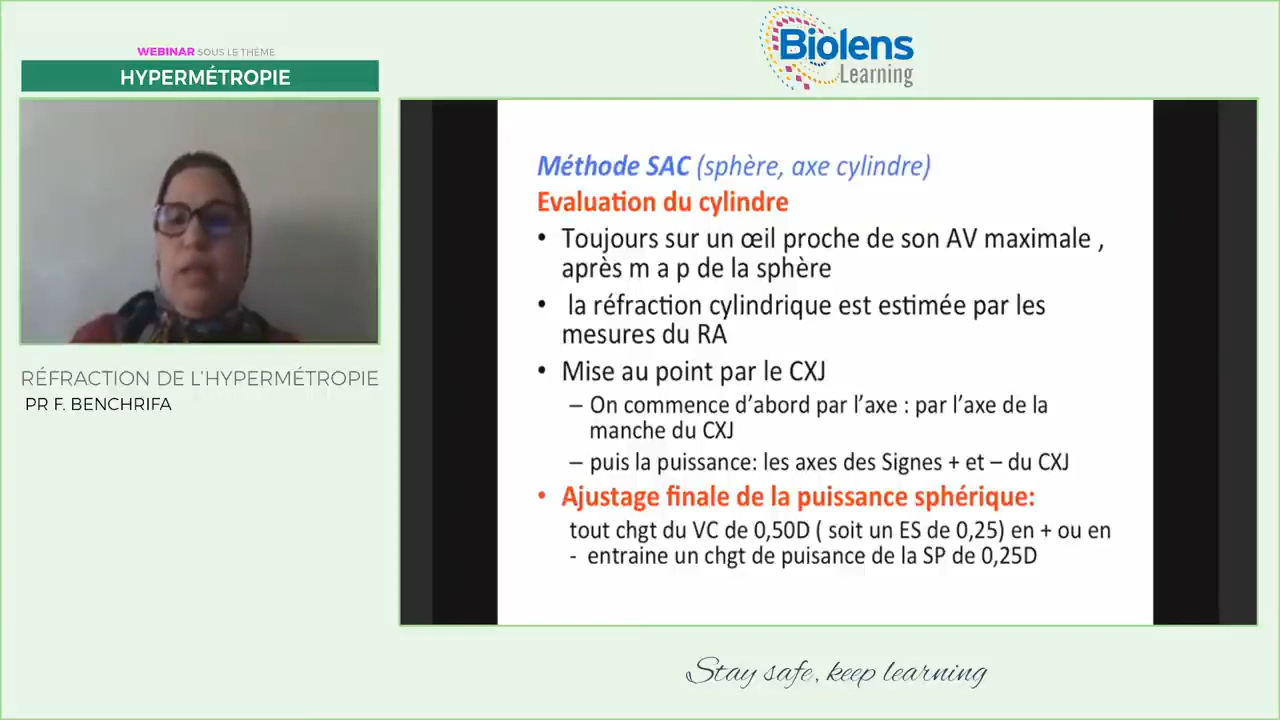 WEBINAR SOUS LE THÈME
HYPERMÉTROPIE
Biolens
Learning
RÉFRACTION DE L'HYPERMÉTROPIE
PR F. BENCHRIFA
Méthode SAC (sphère, axe cylindre)
Evaluation du cylindre
• Toujours sur un œil proche de son AV maximale ,
après m a p de la sphère
• la réfraction cylindrique est estimée par les
mesures du RA
• Mise au point par le CXJ
– On commence d'abord par l'axe : par l'axe de la
manche du CXJ
– puis la puissance: les axes des Signes + et – du CXJ
• Ajustage finale de la puissance sphérique:
tout chgt du VC de 0,50D ( soit un ES de 0,25) en + ou en
- entraine un chgt de puisance de la SP de 0,25D
Stay safe, keep learning